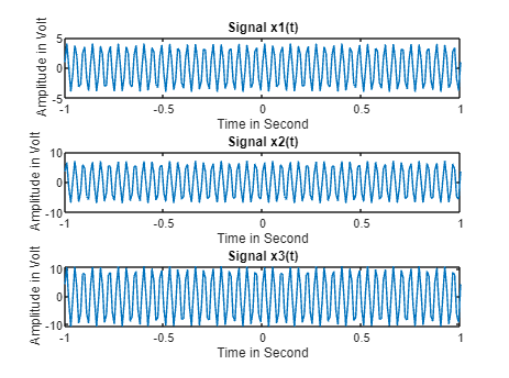 Signal x1(t)
Amplitude in Volt
5
0
-5
-1
-0.5
0
0.5
1
Time in Second
Signal x2(t)
Amplitude in Volt
10
0
-10
-1
-0.5
0
0.5
1
Time in Second
Signal x3(t)
Amplitude in Volt
10
0
-10
-1
-0.5
0
0.5
1
Time in Second